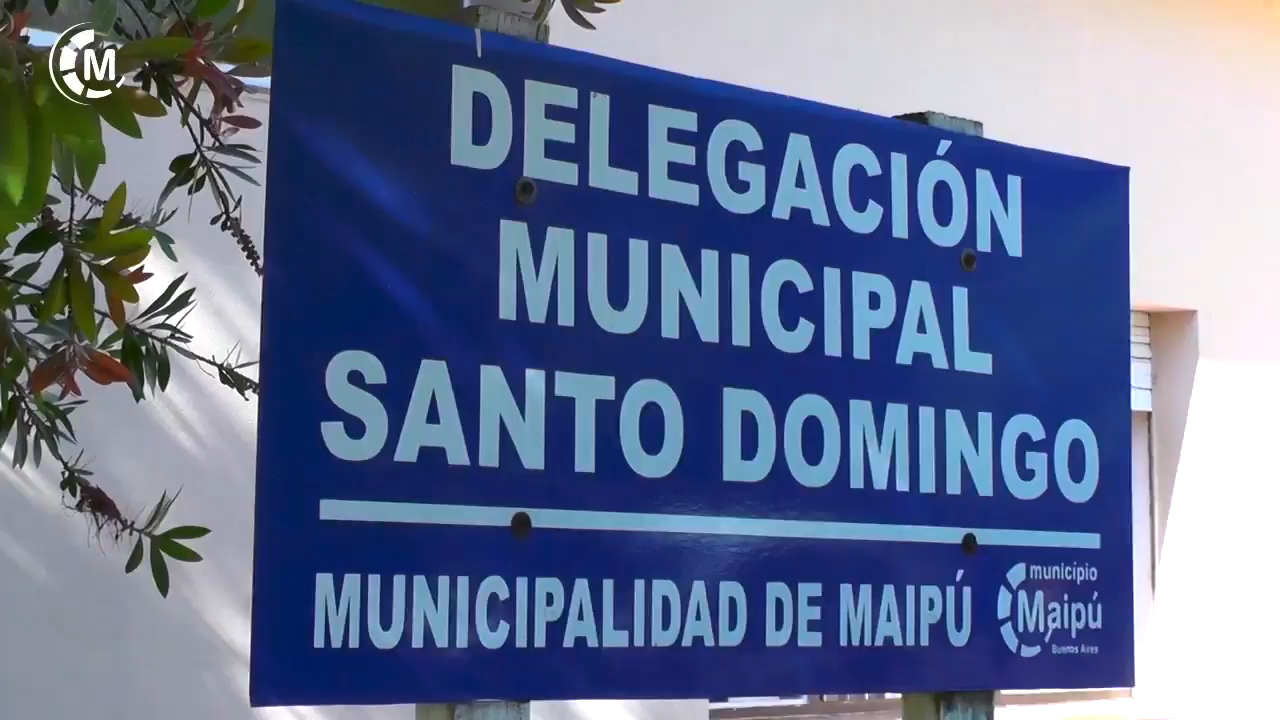 M
DELEGACIÓN
MUNICIPAL
SANTO DOMINGO
MUNICIPALIDAD DE MAIPÚ
municipio
Maipú
Buenos Aires